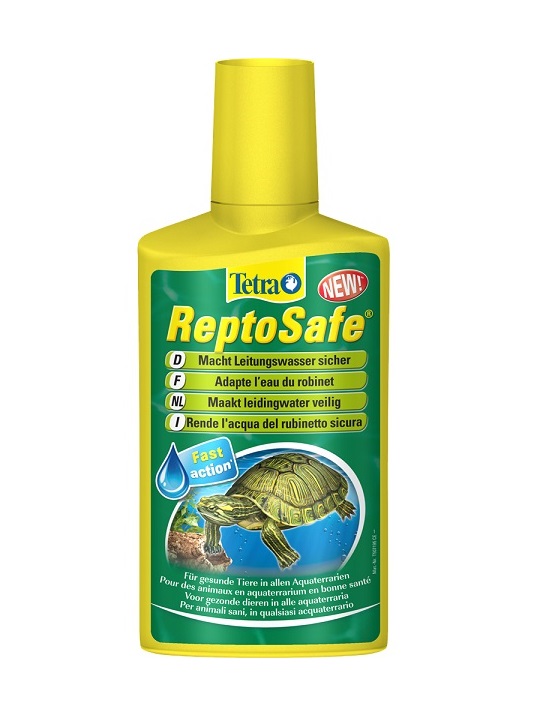 Tetra
NEW!
ReptoSafe®
D Macht Leitungswasser sicher
F Adapte l'eau du robinet
NL Maakt leidingwater veilig
I Rende l'acqua del rubinetto sicura
Fast
action
Für gesunde Tiere in allen Aquaterrarien
Pour des animaux en aquaterrarium en bonne santé
Voor gezonde dieren in alle aquaterraria
Per animali sani, in qualsiasi acquaterrario